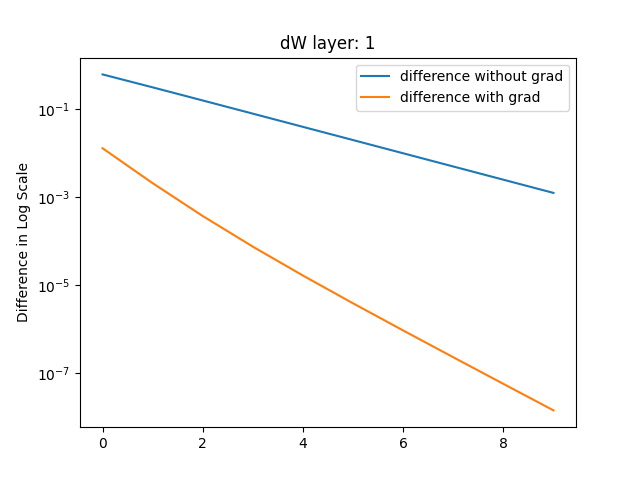 dW layer: 1
difference without grad
difference with grad
Difference in Log Scale
10⁻¹
10⁻³
10⁻⁵
10⁻⁷
0 2 4 6 8